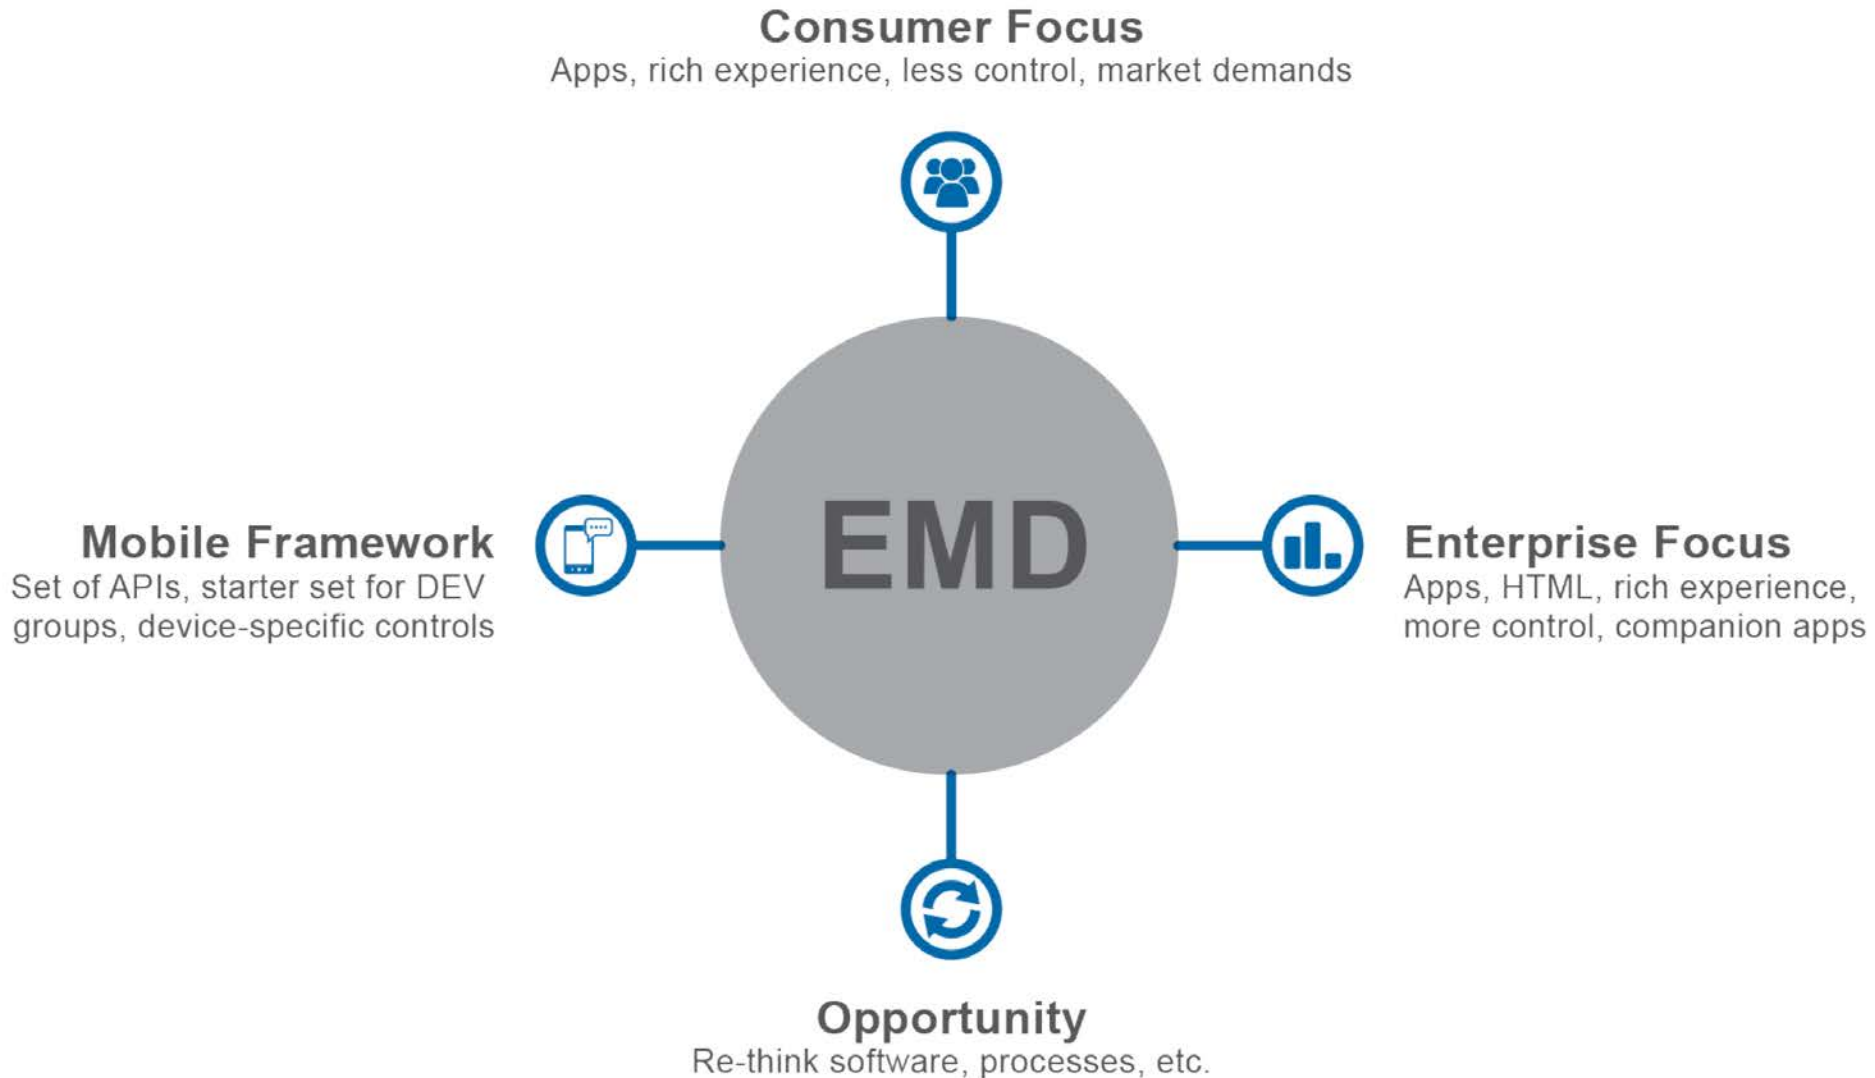 Consumer Focus
Apps, rich experience, less control, market demands
Mobile Framework
Set of APIs, starter set for DEV
groups, device-specific controls
EMD
Enterprise Focus
Apps, HTML, rich experience,
more control, companion apps
Opportunity
Re-think software, processes, etc.